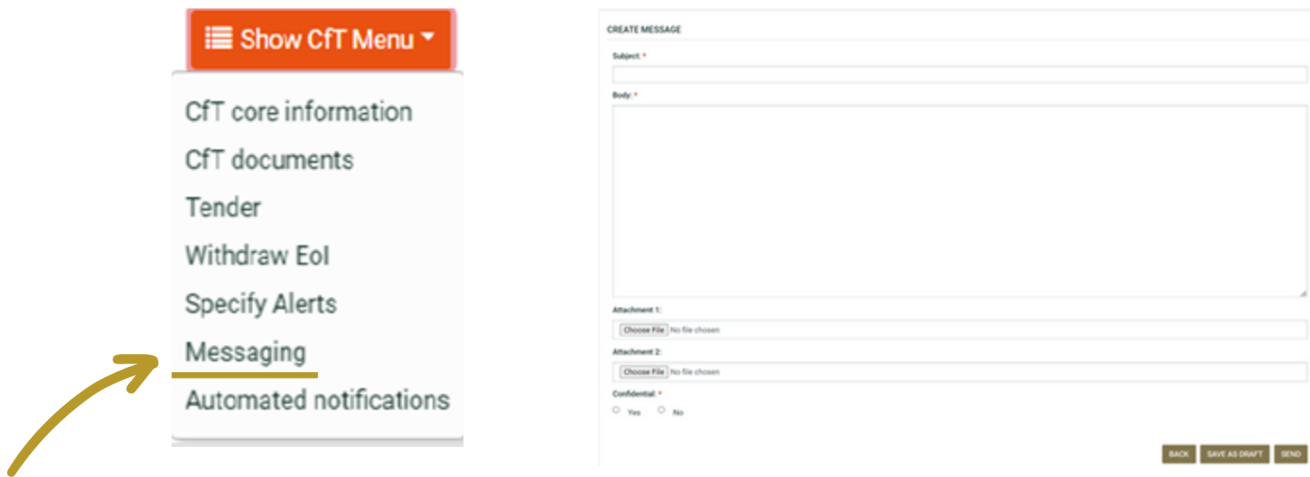 Show CfT Menu
CfT core information
CfT documents
Tender
Withdraw EoI
Specify Alerts
Messaging
Automated notifications
CREATE MESSAGE
Subject: *
Body: *
Attachment 1:
Choose File No file chosen
Attachment 2:
Choose File No file chosen
Confidential: *
Yes No
BACK SAVE AS DRAFT SEND